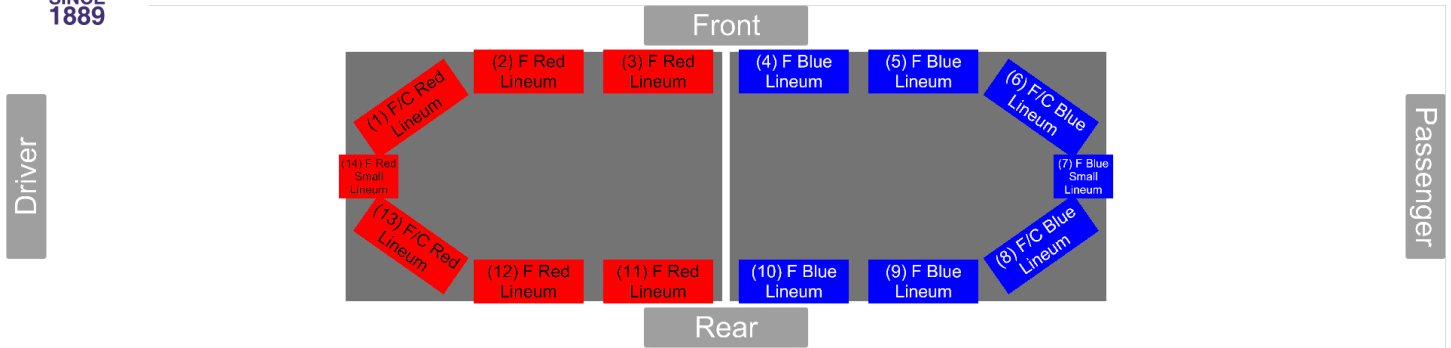 SINCE
1889
Front
(2) F Red
Lineum
(3) F Red
Lineum
(4) F Blue
Lineum
(5) F Blue
Lineum
(1) F/C Red
Lineum
(6) F/C Blue
Lineum
Driver
(14) F Red
Small
Lineum
(7) F Blue
Small
Lineum
Passenger
(13) F/C Red
Lineum
(8) F/C Blue
Lineum
(12) F Red
Lineum
(11) F Red
Lineum
(10) F Blue
Lineum
(9) F Blue
Lineum
Rear